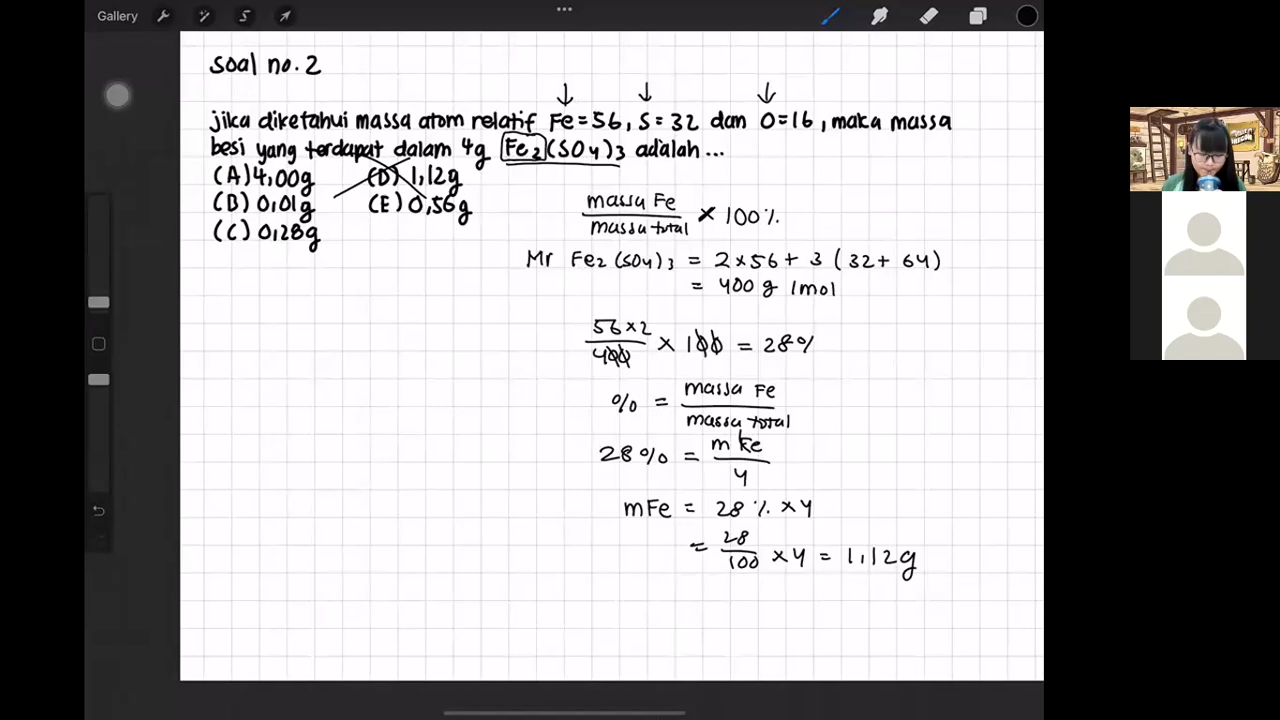 Gallery
soal no. 2
jika diketahui massa atom relatif Fe = 56, S = 32 dan O = 16, maka massa
besi yang terdapat dalam 4g Fe₂(SO₄)₃ adalah ...
(A) 4,00g (D) 1,12g
(B) 0,01g (E) 0,56g
(C) 0,28g
massa Fe / massa total × 100%
Mr Fe₂(SO₄)₃ = 2×56 + 3 (32 + 64)
= 400 g /mol
56×2 / 400 × 100 = 28%
% = massa Fe / massa total
28% = m Fe / 4
mFe = 28% × 4
= 28/100 × 4 = 1,12g